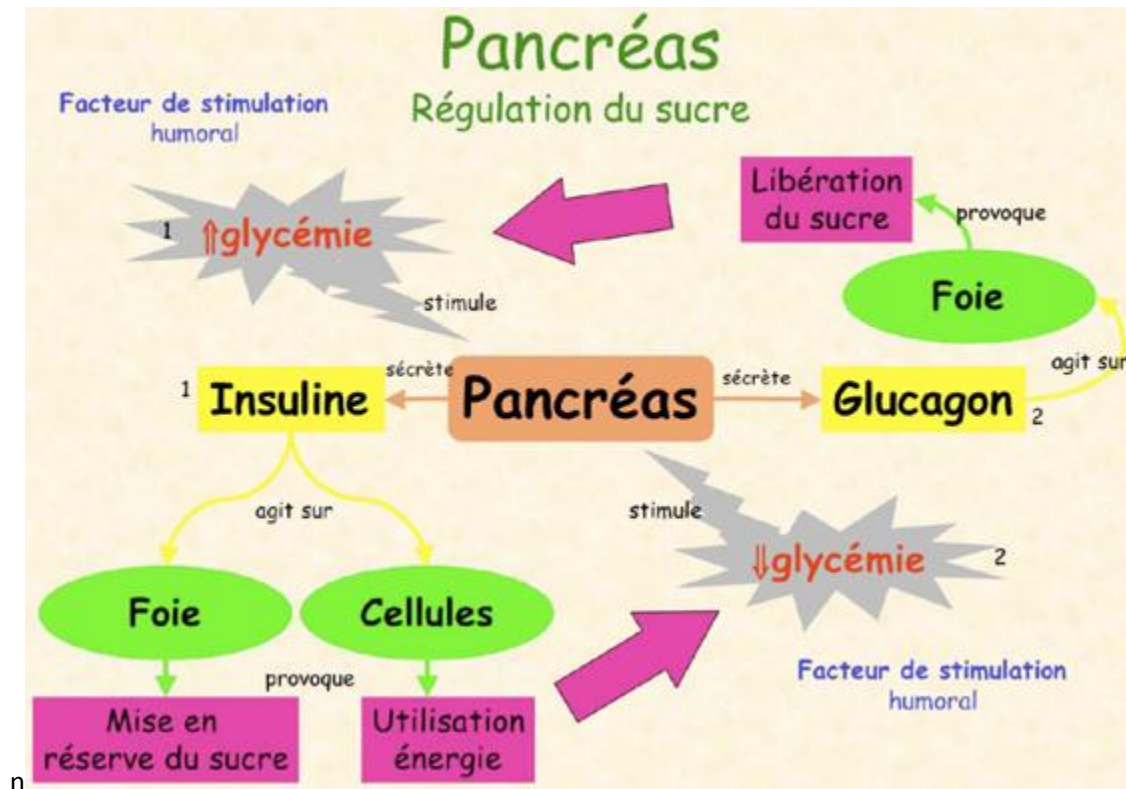 Pancréas
Régulation du sucre
Facteur de stimulation
humoral
1 ⇑glycémie
stimule
Libération
du sucre
provoque
Foie
agit sur
1 Insuline
sécrète
Pancréas
sécrète
Glucagon 2
agit sur
stimule
⇓glycémie 2
Foie
Cellules
provoque
Mise en
réserve du sucre
Utilisation
énergie
Facteur de stimulation
humoral
n